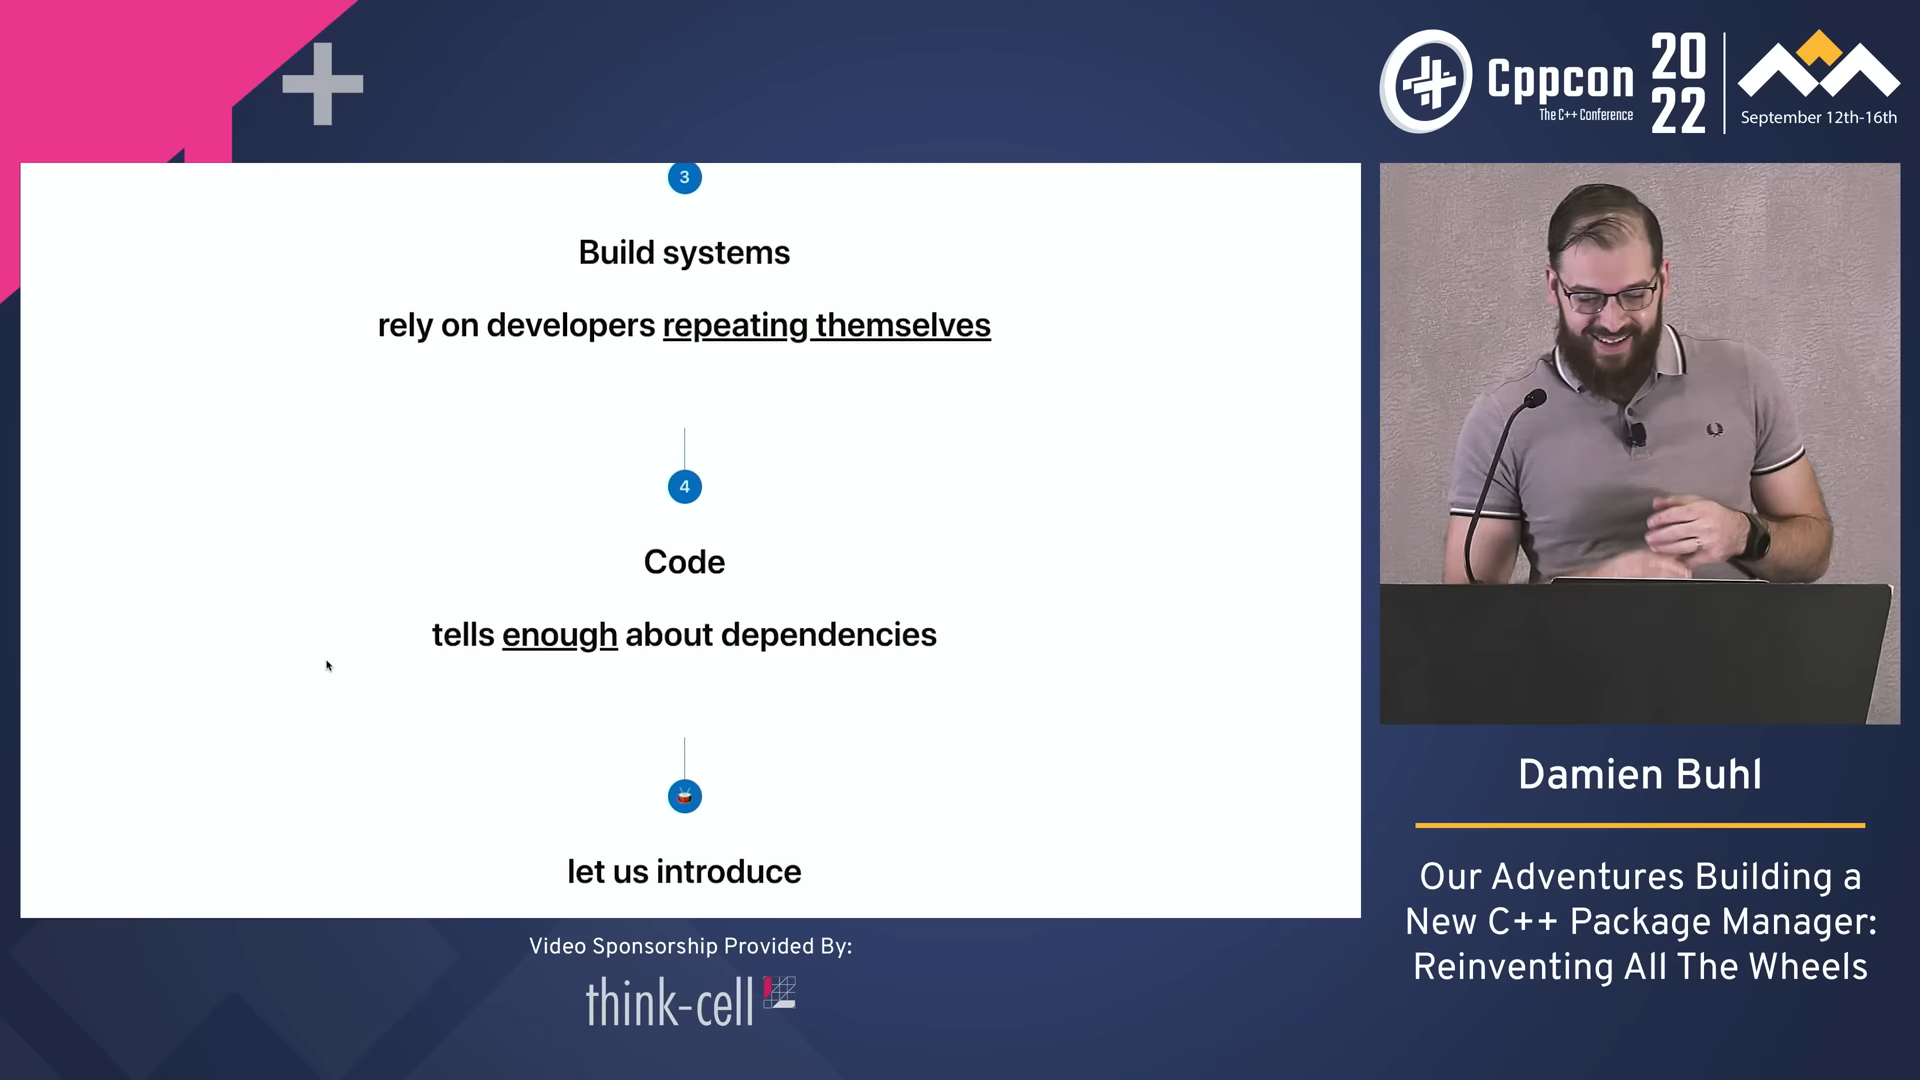 Cppcon
The C++ Conference
20
22
September 12th-16th
3
Build systems
rely on developers repeating themselves
4
Code
tells enough about dependencies
let us introduce
Damien Buhl
Our Adventures Building a
New C++ Package Manager:
Reinventing All The Wheels
Video Sponsorship Provided By:
think-cell